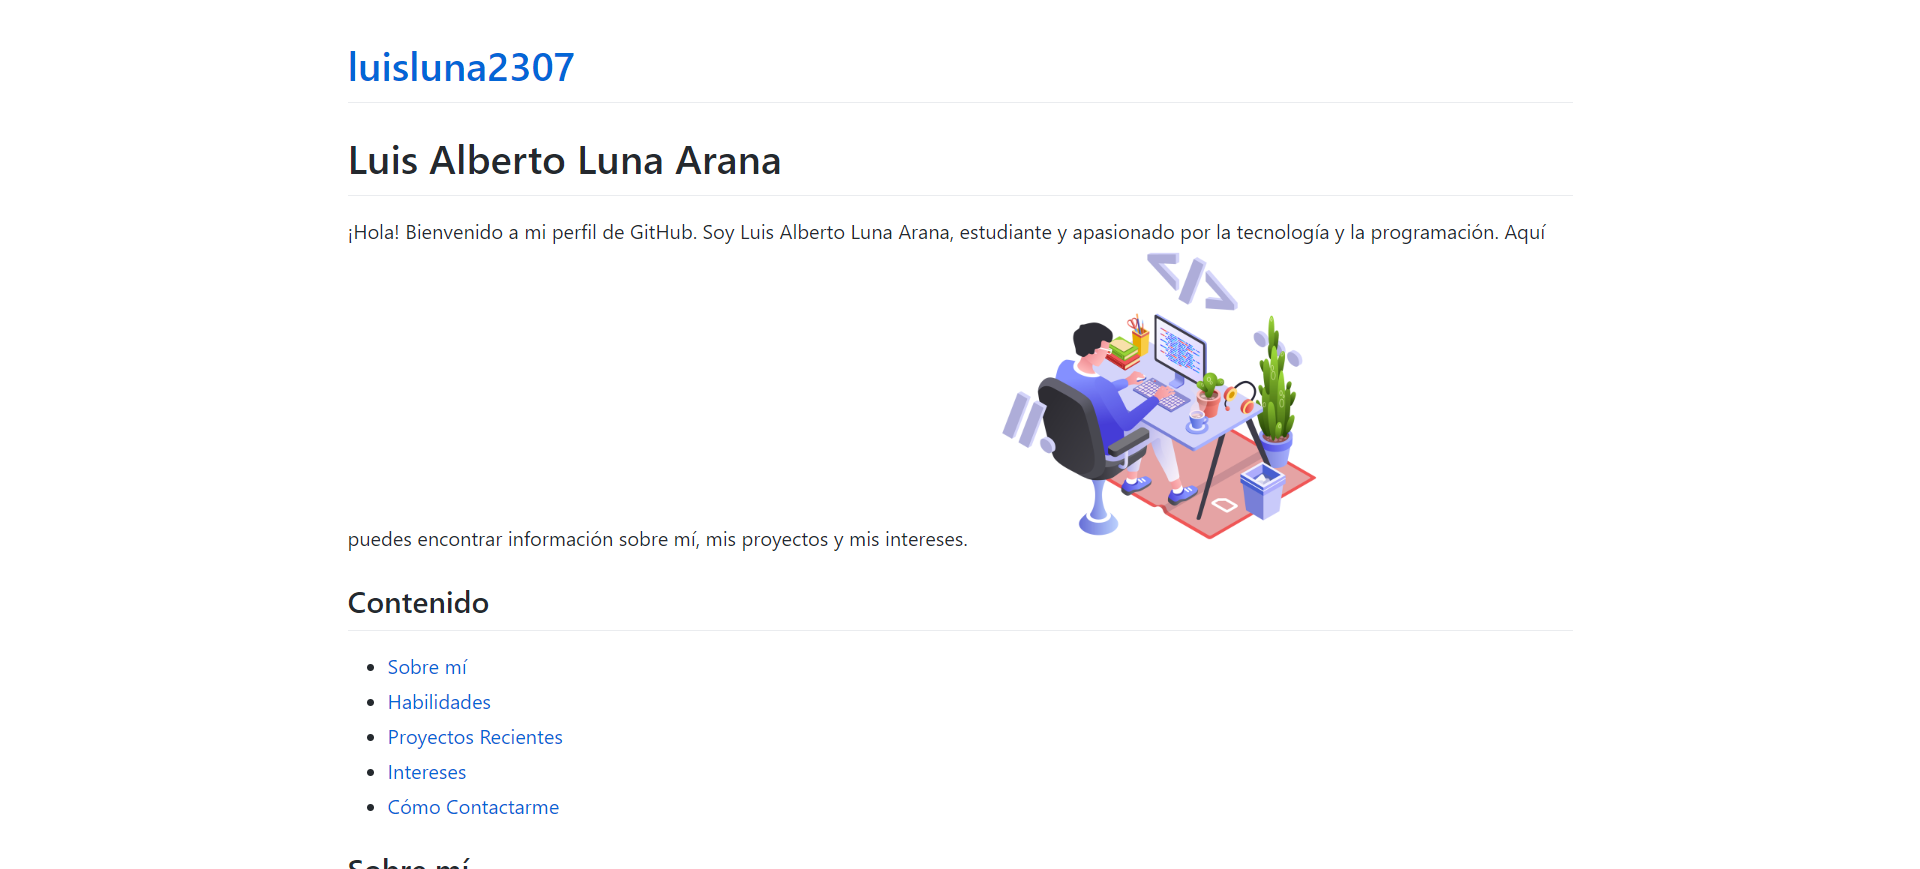 luisluna2307
Luis Alberto Luna Arana
¡Hola! Bienvenido a mi perfil de GitHub. Soy Luis Alberto Luna Arana, estudiante y apasionado por la tecnología y la programación. Aquí
</>
puedes encontrar información sobre mí, mis proyectos y mis intereses.
Contenido
Sobre mí
Habilidades
Proyectos Recientes
Intereses
Cómo Contactarme
Sobre mí